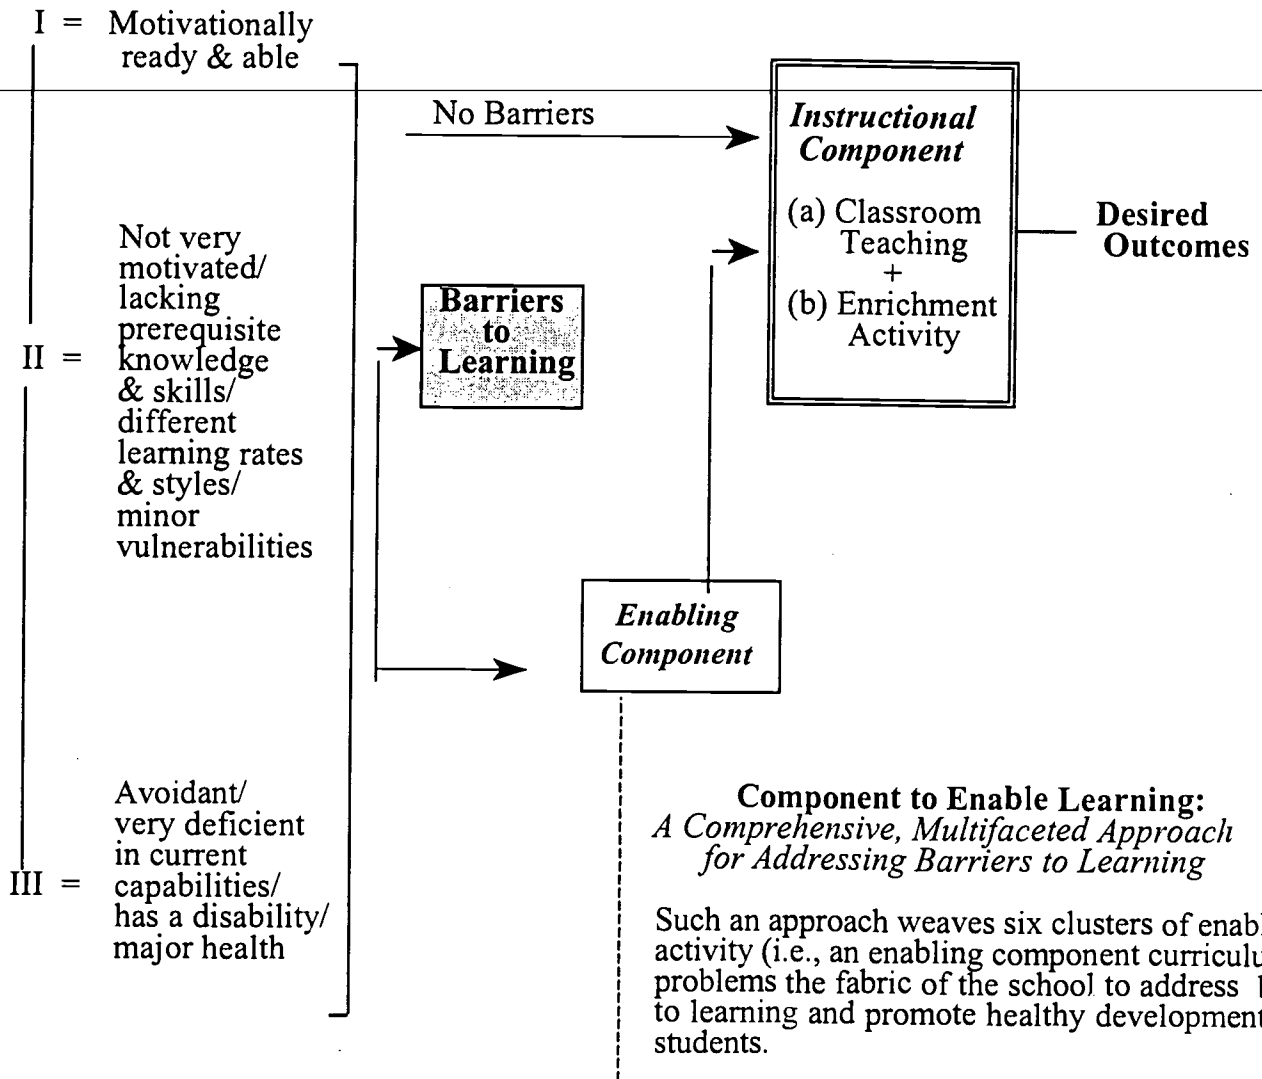 I = Motivationally
ready & able
No Barriers
Instructional
Component
(a) Classroom
Teaching
+
(b) Enrichment
Activity
Desired
Outcomes
Not very
motivated/
lacking
prerequisite
II = knowledge
& skills/
different
learning rates
& styles/
minor
vulnerabilities
Barriers
to
Learning
Enabling
Component
Avoidant/
very deficient
in current
III = capabilities/
has a disability/
major health
Component to Enable Learning:
A Comprehensive, Multifaceted Approach
for Addressing Barriers to Learning
Such an approach weaves six clusters of enabl
activity (i.e., an enabling component curriculu
problems the fabric of the school to address
to learning and promote healthy development
students.